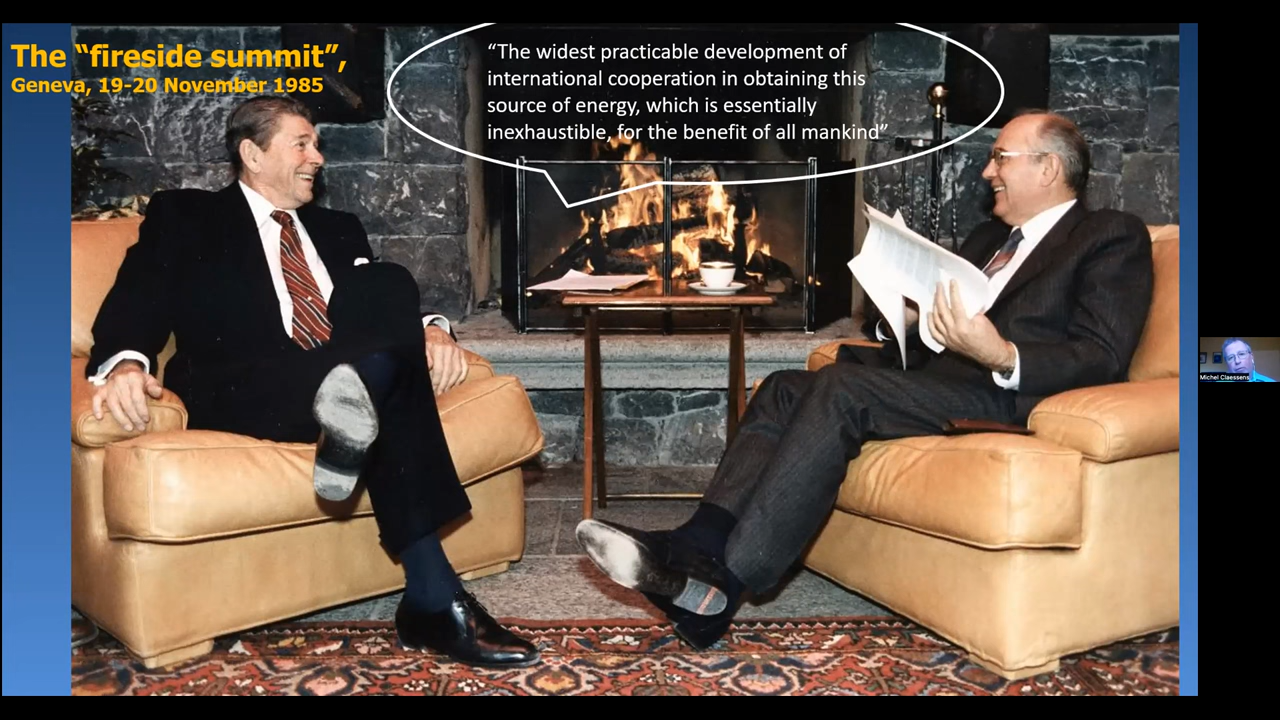 The “fireside summit”,
Geneva, 19-20 November 1985
“The widest practicable development of
international cooperation in obtaining this
source of energy, which is essentially
inexhaustible, for the benefit of all mankind”
Michel Claessens